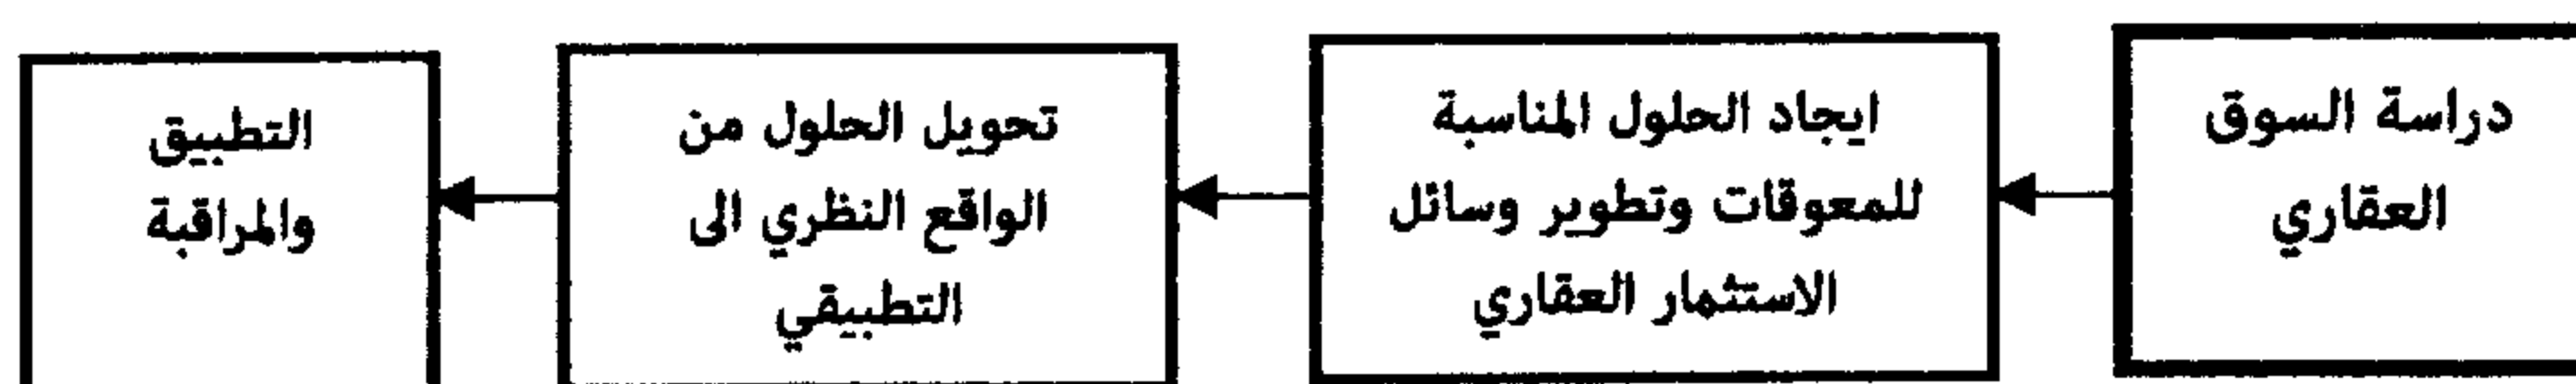 دراسة السوق
العقاري
ايجاد الحلول المناسبة
للمعوقات وتطوير وسائل
الاستثمار العقاري
تحويل الحلول من
الواقع النظري الى
التطبيقي
التطبيق
والمراقبة